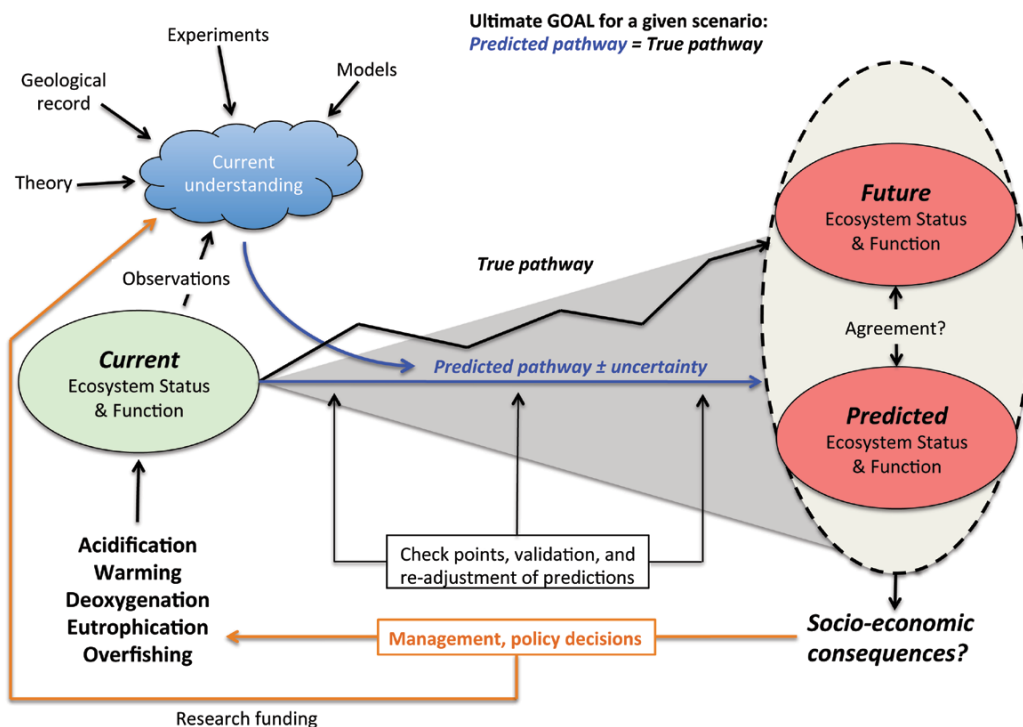 Ultimate GOAL for a given scenario:
Predicted pathway = True pathway
Experiments
Models
Geological
record
Theory
Current
understanding
Observations
Current
Ecosystem Status
& Function
True pathway
Predicted pathway ± uncertainty
Future
Ecosystem Status
& Function
Agreement?
Predicted
Ecosystem Status
& Function
Check points, validation, and
re-adjustment of predictions
Acidification
Warming
Deoxygenation
Eutrophication
Overfishing
Management, policy decisions
Socio-economic
consequences?
Research funding